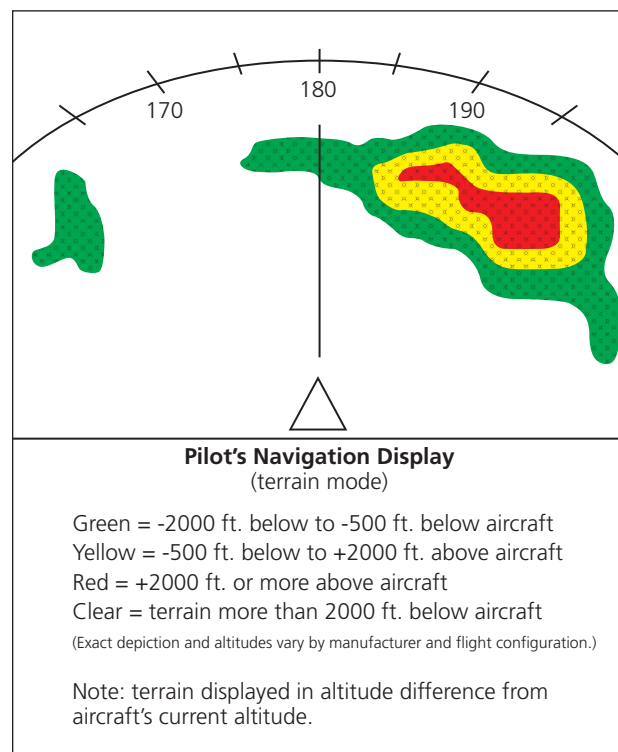 170
180
190
Pilot's Navigation Display
(terrain mode)
Green = -2000 ft. below to -500 ft. below aircraft
Yellow = -500 ft. below to +2000 ft. above aircraft
Red = +2000 ft. or more above aircraft
Clear = terrain more than 2000 ft. below aircraft
(Exact depiction and altitudes vary by manufacturer and flight configuration.)
Note: terrain displayed in altitude difference from
aircraft's current altitude.